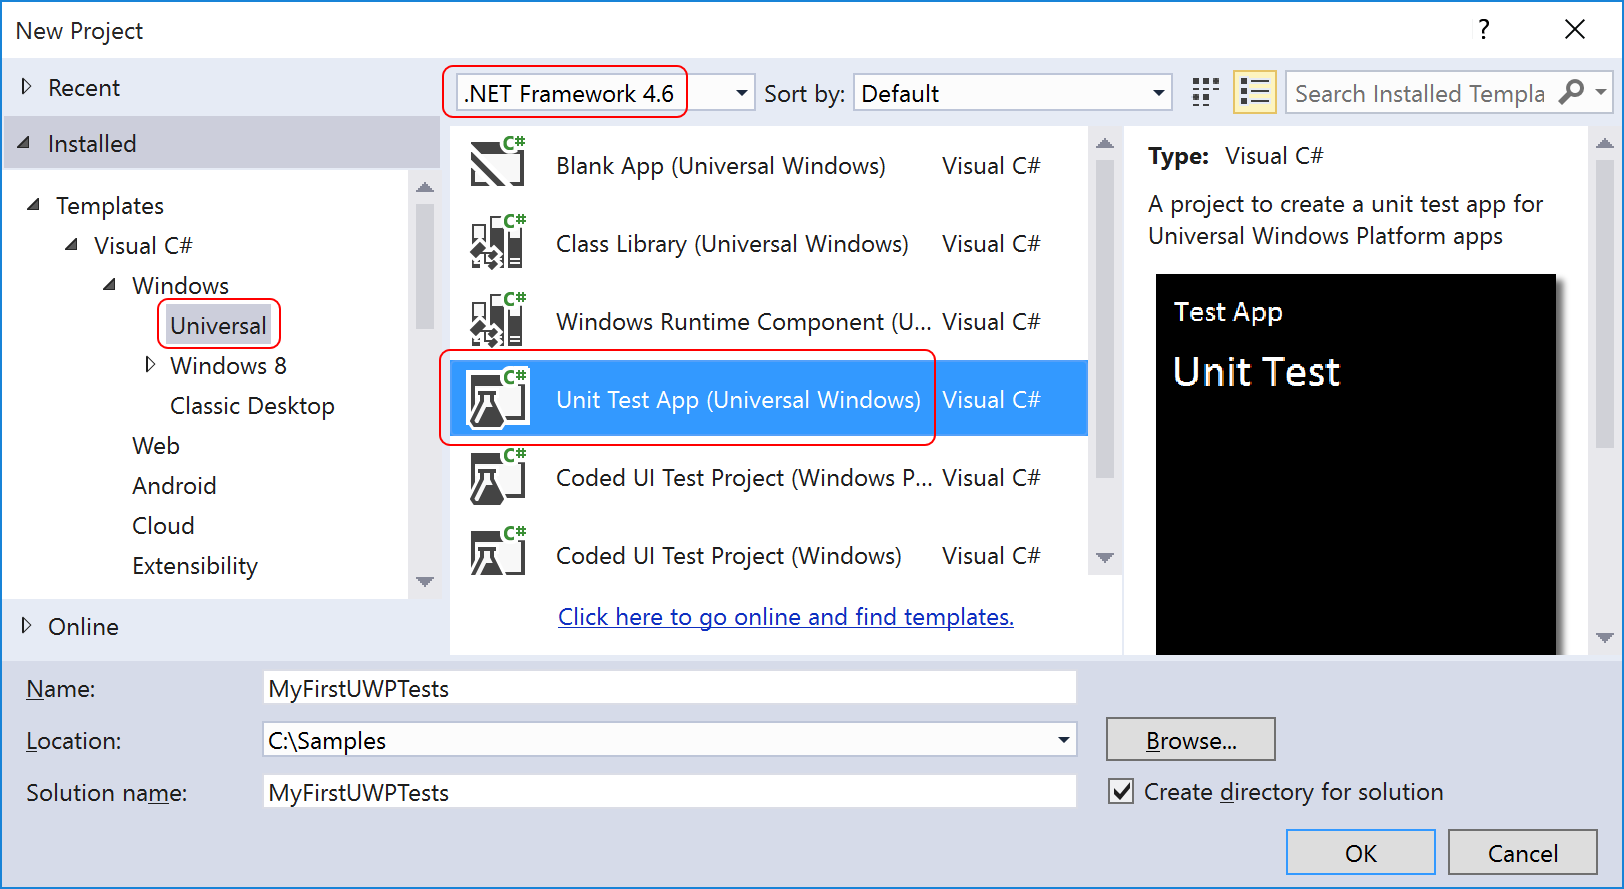 New Project
?
Recent
Installed
Templates
Visual C#
Windows
Universal
Windows 8
Classic Desktop
Web
Android
Cloud
Extensibility
Online
.NET Framework 4.6
Sort by: Default
Search Installed Templa
C# Blank App (Universal Windows) Visual C#
C# Class Library (Universal Windows) Visual C#
C# Windows Runtime Component (U... Visual C#
C# Unit Test App (Universal Windows) Visual C#
C# Coded UI Test Project (Windows P... Visual C#
C# Coded UI Test Project (Windows) Visual C#
Click here to go online and find templates.
Type: Visual C#
A project to create a unit test app for
Universal Windows Platform apps
Test App
Unit Test
Name: MyFirstUWPTests
Location: C:\Samples
Browse...
Solution name: MyFirstUWPTests
Create directory for solution
OK
Cancel